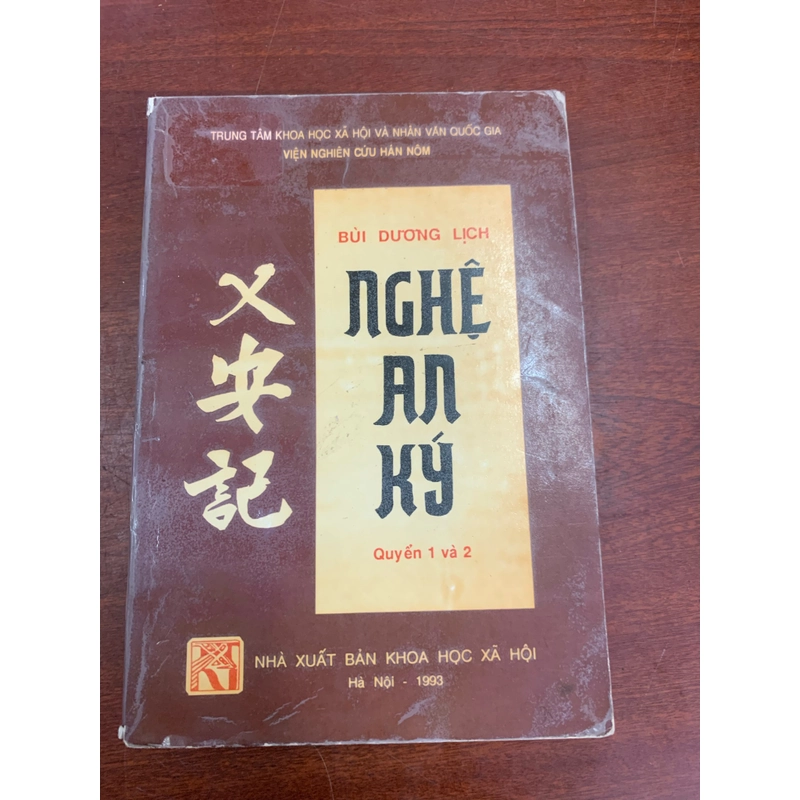 TRUNG TÂM KHOA HỌC XÃ HỘI VÀ NHÂN VĂN QUỐC GIA
VIỆN NGHIÊN CỨU HÁN NÔM
BÙI DƯƠNG LỊCH
NGHỆ
AN
KÝ
乂安記
Quyển 1 và 2
NHÀ XUẤT BẢN KHOA HỌC XÃ HỘI
Hà Nội - 1993